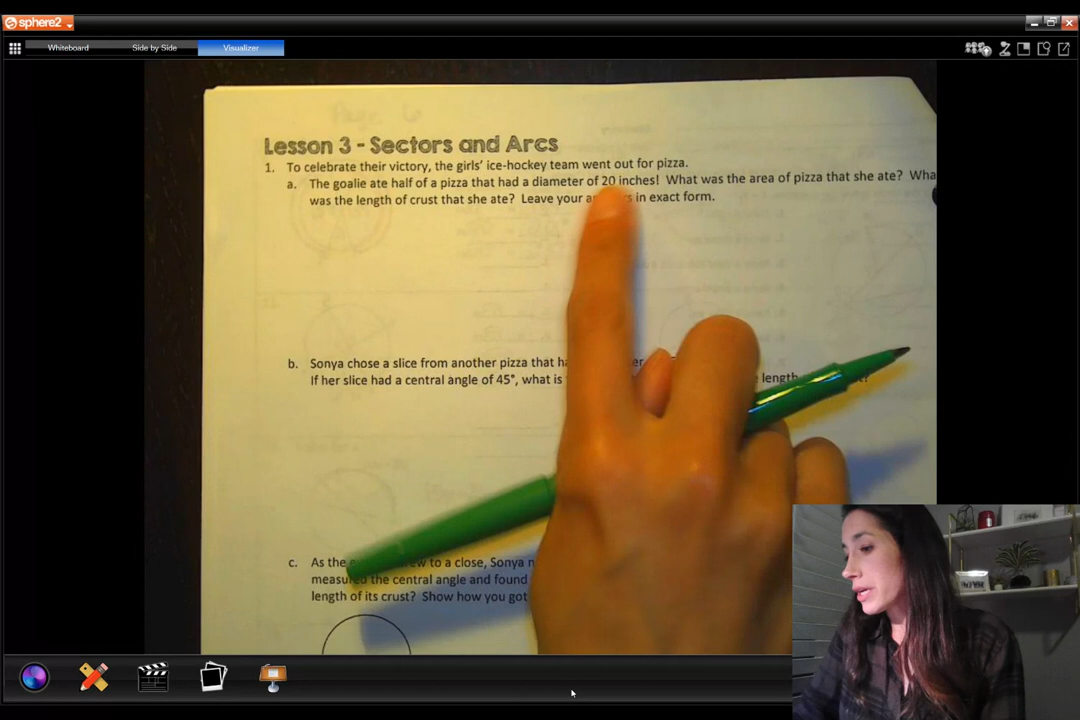 sphere2
Whiteboard
Side by Side
Visualizer
Lesson 3 - Sectors and Arcs
1. To celebrate their victory, the girls' ice-hockey team went out for pizza.
a. The goalie ate half of a pizza that had a diameter of 20 inches! What was the area of pizza that she ate? Wha
was the length of crust that she ate? Leave your in exact form.
b. Sonya chose a slice from another pizza that
If her slice had a central angle of 45°, what is length
c. As the to a close, Sonya
measured the central angle and found
length of its crust? Show how you got